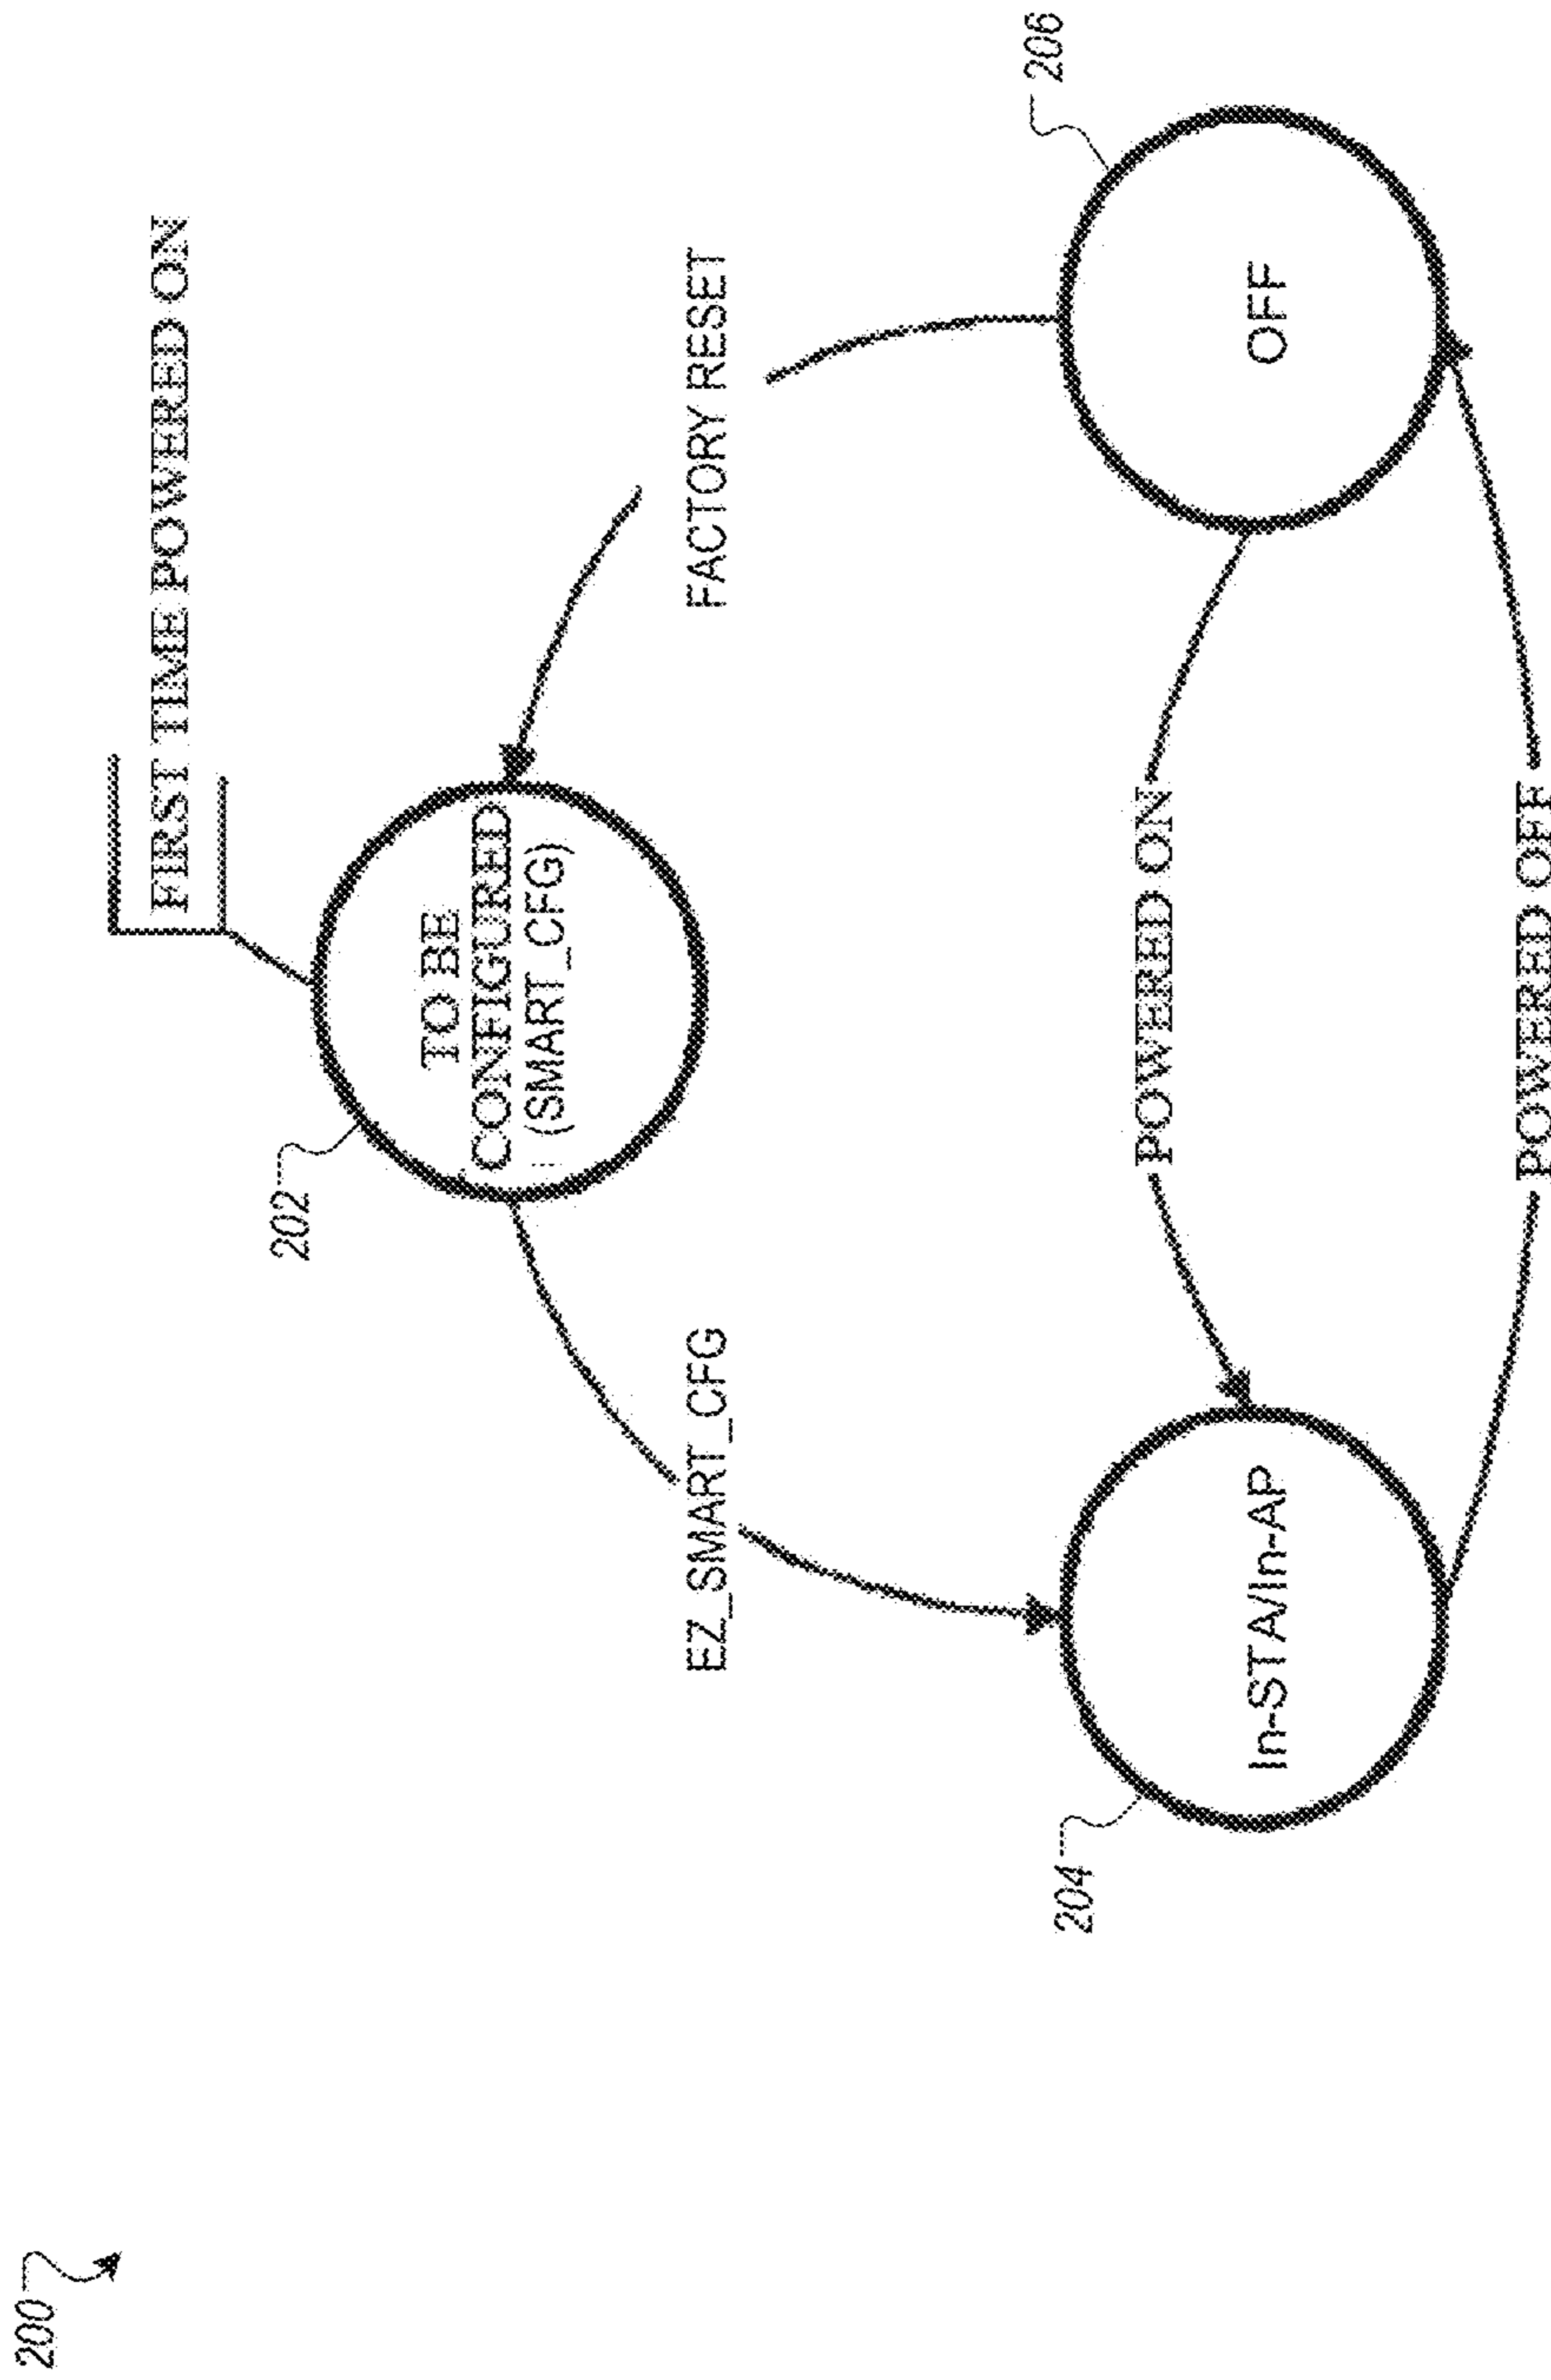 200
FIRST TIME POWERED ON
202
TO BE
CONFIGURED
(SMART_CFG)
EZ_SMART_CFG
FACTORY RESET
204
In-STA/In-AP
206
OFF
POWERED ON
POWERED OFF